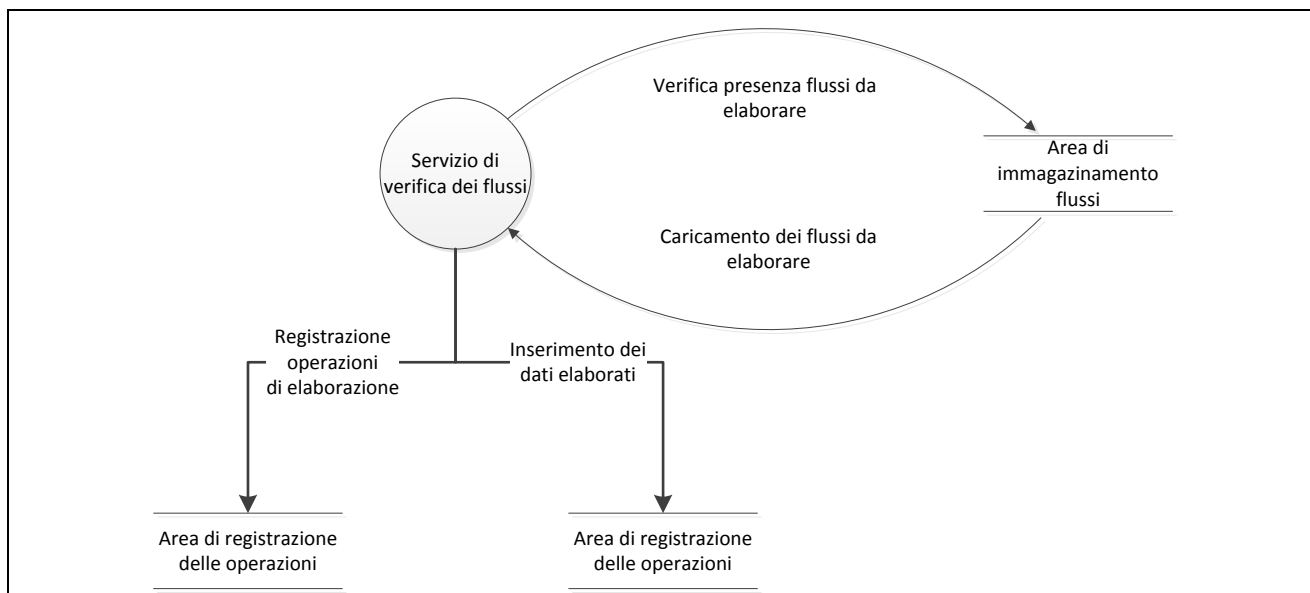 Verifica presenza flussi da
elaborare
Servizio di
verifica dei flussi
Area di
immagazinamento
flussi
Caricamento dei flussi da
elaborare
Registrazione
operazioni
di elaborazione
Inserimento dei
dati elaborati
Area di registrazione
delle operazioni
Area di registrazione
delle operazioni